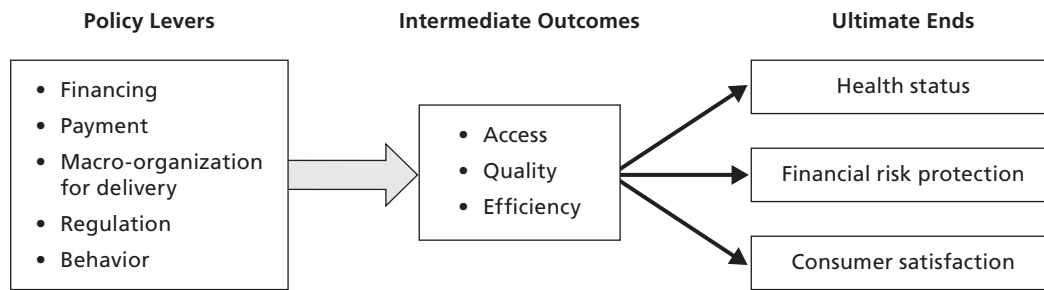 Policy Levers
Intermediate Outcomes
Ultimate Ends
• Financing
• Payment
• Macro-organization
for delivery
• Regulation
• Behavior
• Access
• Quality
• Efficiency
Health status
Financial risk protection
Consumer satisfaction